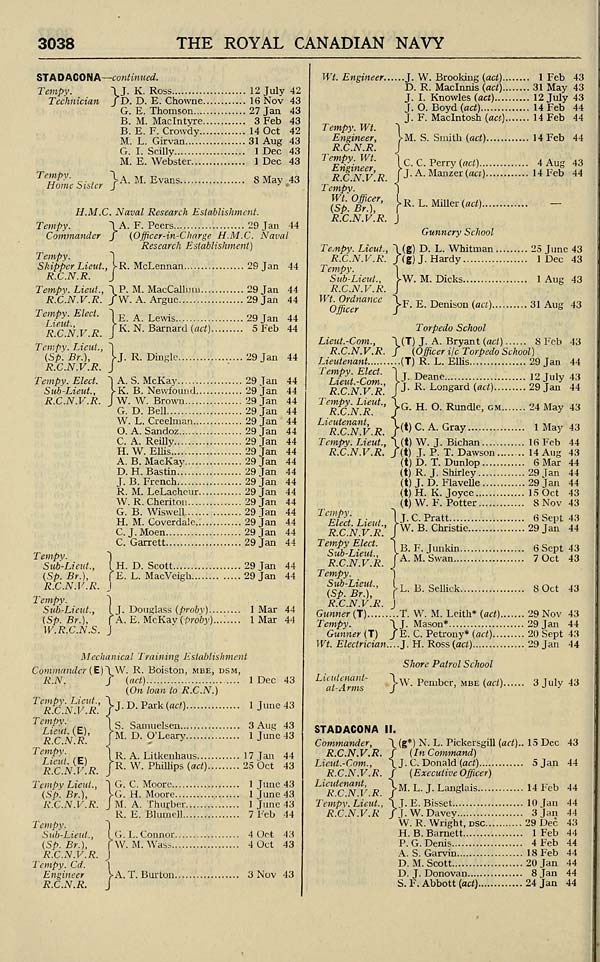 3038 THE ROYAL CANADIAN NAVY
STADACONA—continued.
Tempy. Technician } J. K. Ross.................. 12 July 42
D. D. E. Chowne............ 16 Nov 43
G. E. Thomson............... 27 Jan 43
B. M. MacIntyre............. 3 Feb 43
B. E. F. Crowdy.............. 14 Oct 42
M. L. Girvan.................. 31 Aug 43
G. I. Scilly..................... 1 Dec 43
M. E. Webster................ 1 Dec 43
Tempy. Home Sister } A. M. Evans................. 8 May 43
H.M.C. Naval Research Establishment.
Tempy. Commander } A. F. Peers.................. 29 Jan 44
(Officer-in-Charge H.M.C. Naval
Research Establishment)
Tempy. Skipper Lieut., R.C.N.R. } R. McLennan................ 29 Jan 44
Tempy. Lieut., R.C.N.V.R. } P. M. MacCallum............ 29 Jan 44
W. A. Argue................. 29 Jan 44
Tempy. Elect. Lieut., R.C.N.V.R. } E. A. Lewis................. 29 Jan 44
K. N. Barnard (act)......... 5 Feb 44
Tempy. Lieut., (Sp. Br.), R.C.N.V.R. } J. R. Dingle................. 29 Jan 44
Tempy. Elect. Sub-Lieut., R.C.N.V.R. } A. S. McKay................. 29 Jan 44
K. B. Newfound............. 29 Jan 44
W. W. Brown................ 29 Jan 44
G. D. Bell.................... 29 Jan 44
W. L. Creelman.............. 29 Jan 44
O. A. Sandoz................. 29 Jan 44
C. A. Reilly................... 29 Jan 44
H. W. Ellis................... 29 Jan 44
A. B. MacKay................ 29 Jan 44
D. H. Bastin.................. 29 Jan 44
J. B. French.................. 29 Jan 44
R. M. LeLacheur............. 29 Jan 44
W. R. Cheriton............... 29 Jan 44
G. B. Wiswell................ 29 Jan 44
H. M. Coverdale............. 29 Jan 44
C. J. Moen.................... 29 Jan 44
C. Garrett.................... 29 Jan 44
Tempy. Sub-Lieut., (Sp. Br.), R.C.N.V.R. } H. D. Scott.................. 29 Jan 44
E. L. MacVeigh............. 29 Jan 44
Tempy. Sub-Lieut., (Sp. Br.), W.R.C.N.S. } J. Douglass (proby)........ 1 Mar 44
A. E. McKay (proby)....... 1 Mar 44
Mechanical Training Establishment
Commander (E) R.N. } W. R. Boiston, MBE, DSM,
(act)......................... 1 Dec 43
(On loan to R.C.N.)
Tempy. Lieut., R.C.N.V.R. } J. D. Park (act).............. 1 June 43
Tempy. Lieut. (E), R.C.N.R. } S. Samuelsen................ 3 Aug 43
M. D. O'Leary............... 1 June 43
Tempy. Lieut. (E) R.C.N.V.R. } R. A. Litkenhaus........... 17 Jan 44
R. W. Phillips (act)........ 25 Oct 43
Tempy Lieut., (Sp. Br.), R.C.N.V.R. } G. C. Moore.................. 1 June 43
G. H. Moore.................. 1 June 43
M. A. Thurber............... 1 June 43
R. E. Blumell................ 7 Feb 44
Tempy. Sub-Lieut., (Sp. Br.), R.C.N.V.R. } G. L. Connor................. 4 Oct 43
W. M. Wass.................. 4 Oct 43
Tempy. Cd. Engineer R.C.N.R. } A. T. Burton................. 3 Nov 43
Wt. Engineer......J. W. Brooking (act)........ 1 Feb 43
D. R. MacInnis (act)........ 31 May 43
J. I. Knowles (act).......... 12 July 43
J. O. Boyd (act).............. 14 Feb 44
J. F. MacIntosh (act)...... 14 Feb 44
Tempy. Wt. Engineer, R.C.N.R. } M. S. Smith (act)............ 14 Feb 44
Tempy. Wt. Engineer, R.C.N.V.R. } C. C. Perry (act)............. 4 Aug 43
J. A. Manzer (act)........... 14 Feb 44
Tempy. Wt. Officer, (Sp. Br.), R.C.N.V.R. } R. L. Miller (act)............. —
Gunnery School
Tempy. Lieut., R.C.N.V.R. } (g) D. L. Whitman ......... 25 June 43
(g) J. Hardy.................. 1 Dec 43
Tempy. Sub-Lieut., R.C.N.V.R. } W. M. Dicks.................. 1 Aug 43
Wt. Ordnance Officer } F. E. Denison (act).......... 31 Aug 43
Torpedo School
Lieut.-Com., R.C.N.V.R. } (T) J. A. Bryant (act)...... 8 Feb 43
(Officer i/c Torpedo School)
Lieutenant.........(T) R. L. Ellis................ 29 Jan 44
Tempy. Elect. Lieut.-Com., R.C.N.V.R. } J. Deane....................... 12 July 43
J. R. Longard (act)......... 29 Jan 44
Tempy. Lieut., R.C.N.R. } G. H. O. Rundle, GM....... 24 May 43
Lieutenant, R.C.N.V.R. } (t) C. A. Gray................ 1 May 43
Tempy. Lieut., R.C.N.V.R. } (t) W. J. Bichan............ 16 Feb 44
(t) J. P. T. Dawson........ 14 Aug 43
(t) D. T. Dunlop............ 6 Mar 44
(t) R. J. Shirley............. 29 Jan 44
(t) J. D. Flavelle........... 29 Jan 44
(t) H. K. Joyce.............. 15 Oct 43
(t) W. F. Potter............. 8 Nov 43
Tempy. Elect. Lieut., R.C.N.V.R. } J. C. Pratt.................... 6 Sept 43
W. B. Christie............... 29 Jan 44
Tempy Elect. Sub-Lieut., R.C.N.V.R. } B. F. Junkin.................. 6 Sept 43
A. M. Swan................... 7 Oct 43
Tempy. Sub-Lieut., (Sp. Br.), R.C.N.V.R. } L. B. Sellick.................. 8 Oct 43
Gunner (T).........T. W. M. Leith* (act)....... 29 Nov 43
Tempy. Gunner (T) } J. Mason*..................... 29 Jan 44
E. C. Petrony* (act)........ 20 Sept 43
Wt. Electrician....J. H. Ross (act).............. 29 Jan 44
Shore Patrol School
Lieutenant-at-Arms } W. Pember, MBE (act)...... 3 July 43
STADACONA II.
Commander, R.C.N.V.R. } (g*) N. L. Pickersgill (act).. 15 Dec 43
(In Command)
Lieut.-Com., R.C.N.V.R. } J. C. Donald (act)........... 5 Jan 44
(Executive Officer)
Lieutenant, R.C.N.V.R. } M. L. J. Langlais............ 14 Feb 44
Tempy. Lieut., R.C.N.V.R } J. E. Bisset.................... 10 Jan 44
J. W. Davey.................. 3 Jan 44
W. R. Wright, DSC.......... 29 Dec 43
H. B. Barnett................. 1 Feb 44
P. G. Denis.................... 4 Feb 44
A. S. Garvin................... 18 Feb 44
D. M. Scott................... 20 Jan 44
D. J. Donovan................ 8 Jan 44
S. F. Abbott (act)............ 24 Jan 44